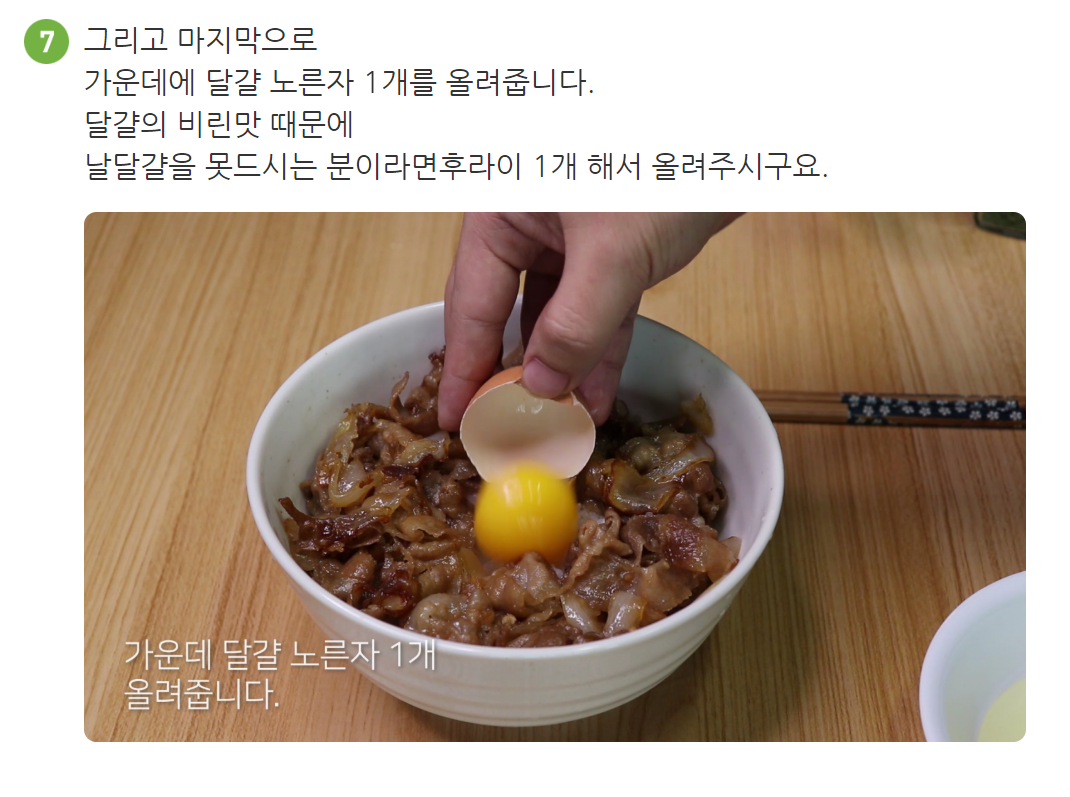 7
그리고 마지막으로
가운데에 달걀 노른자 1개를 올려줍니다.
달걀의 비린맛 때문에
날달걀을 못드시는 분이라면후라이 1개 해서 올려주시구요.
가운데 달걀 노른자 1개
올려줍니다.